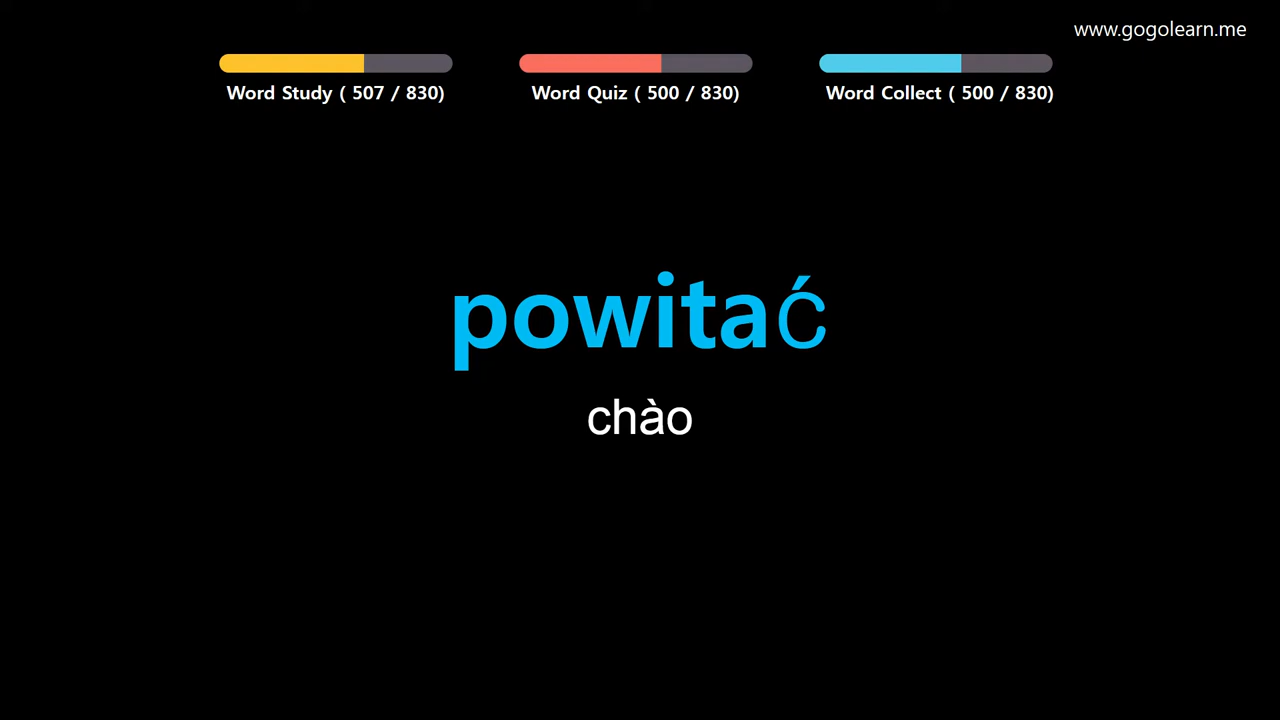 www.gogolearn.me
Word Study ( 507 / 830)
Word Quiz ( 500 / 830)
Word Collect ( 500 / 830)
powitać
chào